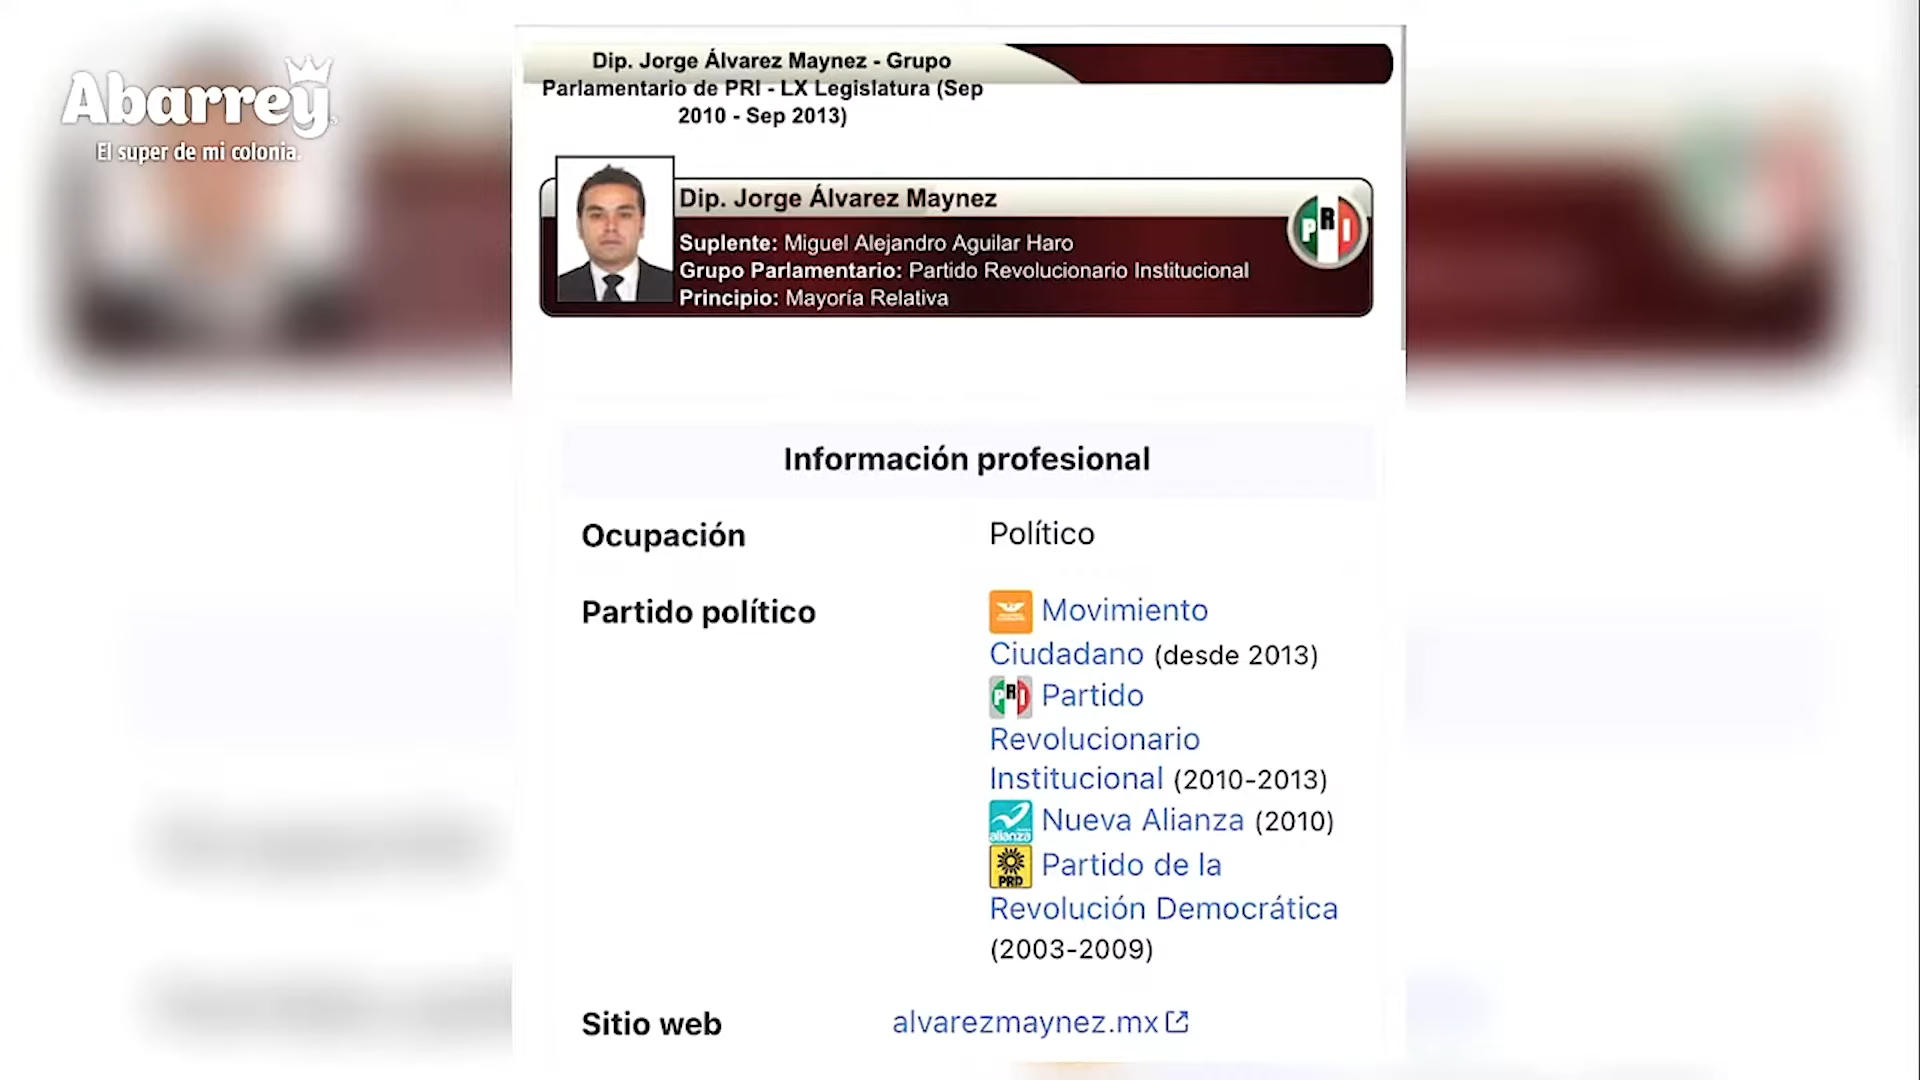 Abarrey
El super de mi colonia.
Dip. Jorge Álvarez Maynez - Grupo
Parlamentario de PRI - LX Legislatura (Sep
2010 - Sep 2013)
Dip. Jorge Álvarez Maynez
Suplente: Miguel Alejandro Aguilar Haro
Grupo Parlamentario: Partido Revolucionario Institucional
Principio: Mayoría Relativa
PRI
Información profesional
Ocupación Político
Partido político Movimiento
Ciudadano (desde 2013)
PRI Partido
Revolucionario
Institucional (2010-2013)
alianza Nueva Alianza (2010)
PRD Partido de la
Revolución Democrática
(2003-2009)
Sitio web alvarezmaynez.mx